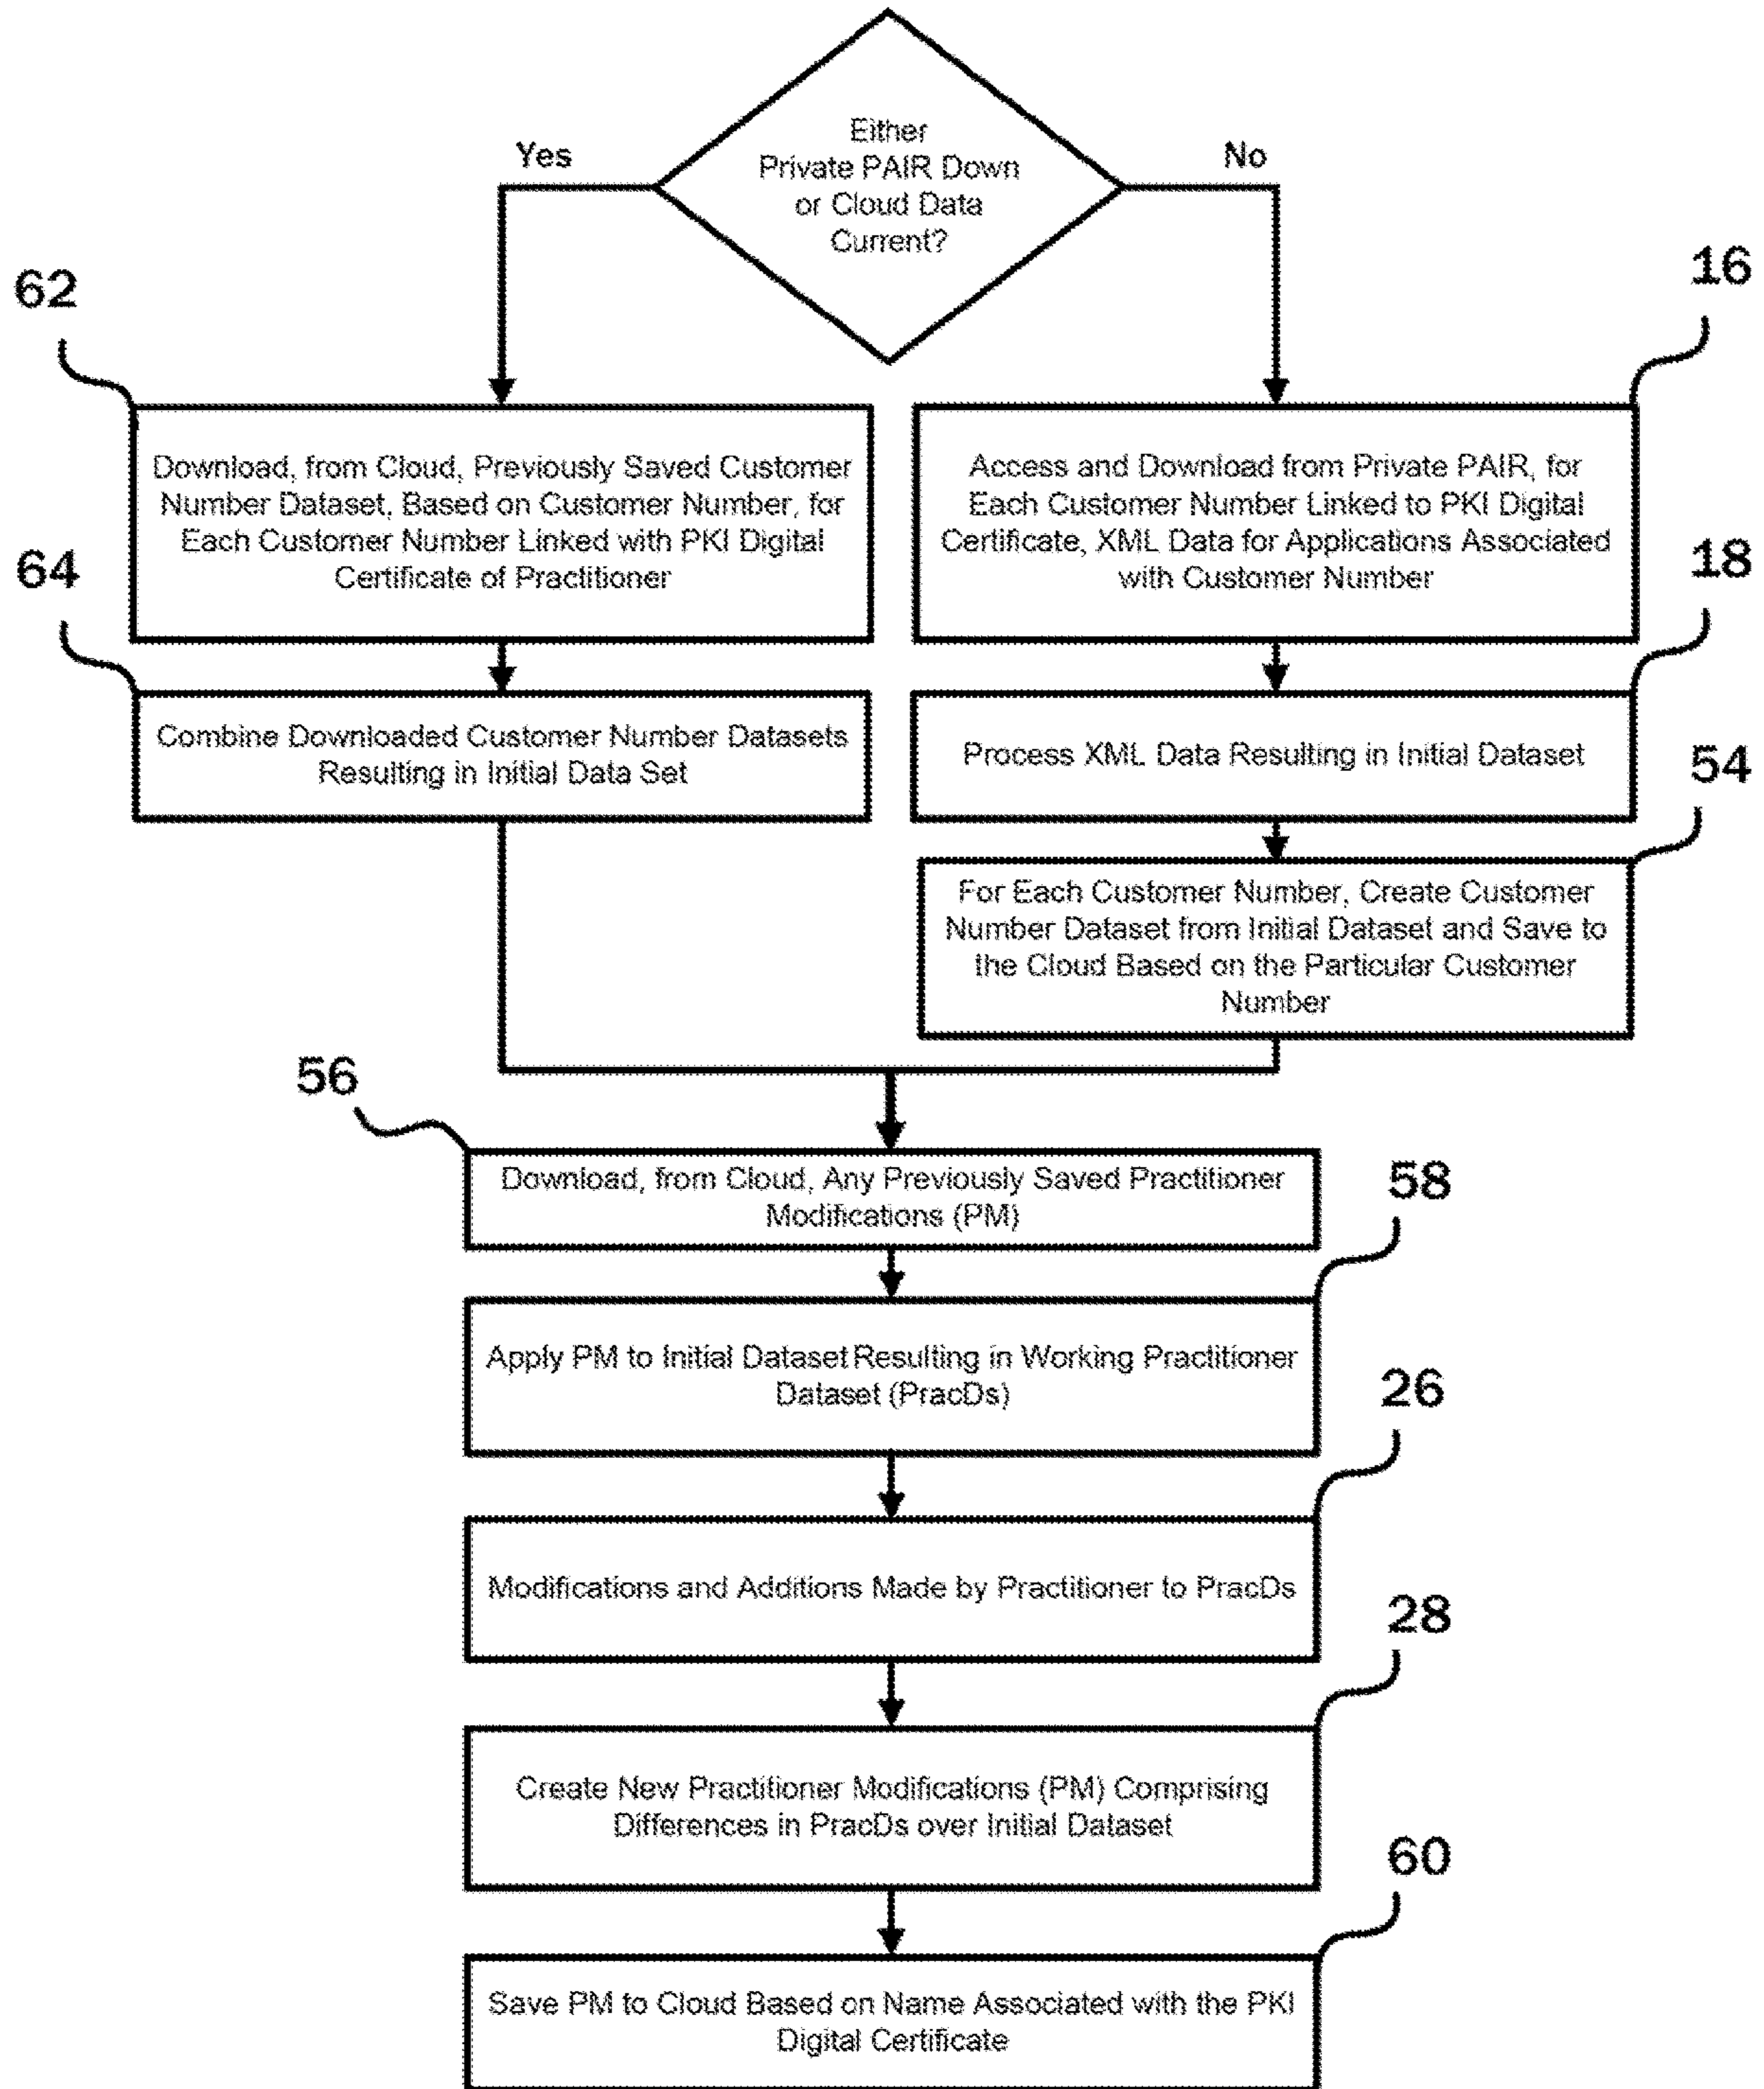 Either
Private PAIR Down
or Cloud Data
Current?
Yes
No
62
16
Download, from Cloud, Previously Saved Customer
Number Dataset, Based on Customer Number, for
Each Customer Number Linked with PKI Digital
Certificate of Practitioner
Access and Download from Private PAIR, for
Each Customer Number Linked to PKI Digital
Certificate, XML Data for Applications Associated
with Customer Number
64
18
Combine Downloaded Customer Number Datasets
Resulting in Initial Data Set
Process XML Data Resulting in Initial Dataset
54
For Each Customer Number, Create Customer
Number Dataset from Initial Dataset and Save to
the Cloud Based on the Particular Customer
Number
56
Download, from Cloud, Any Previously Saved Practitioner
Modifications (PM)
58
Apply PM to Initial Dataset Resulting in Working Practitioner
Dataset (PracDs)
26
Modifications and Additions Made by Practitioner to PracDs
28
Create New Practitioner Modifications (PM) Comprising
Differences in PracDs over Initial Dataset
60
Save PM to Cloud Based on Name Associated with the PKI
Digital Certificate